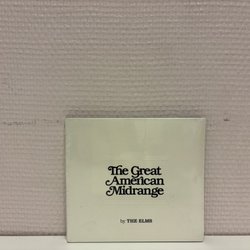 The Great
American
Midrange
by THE ELMS